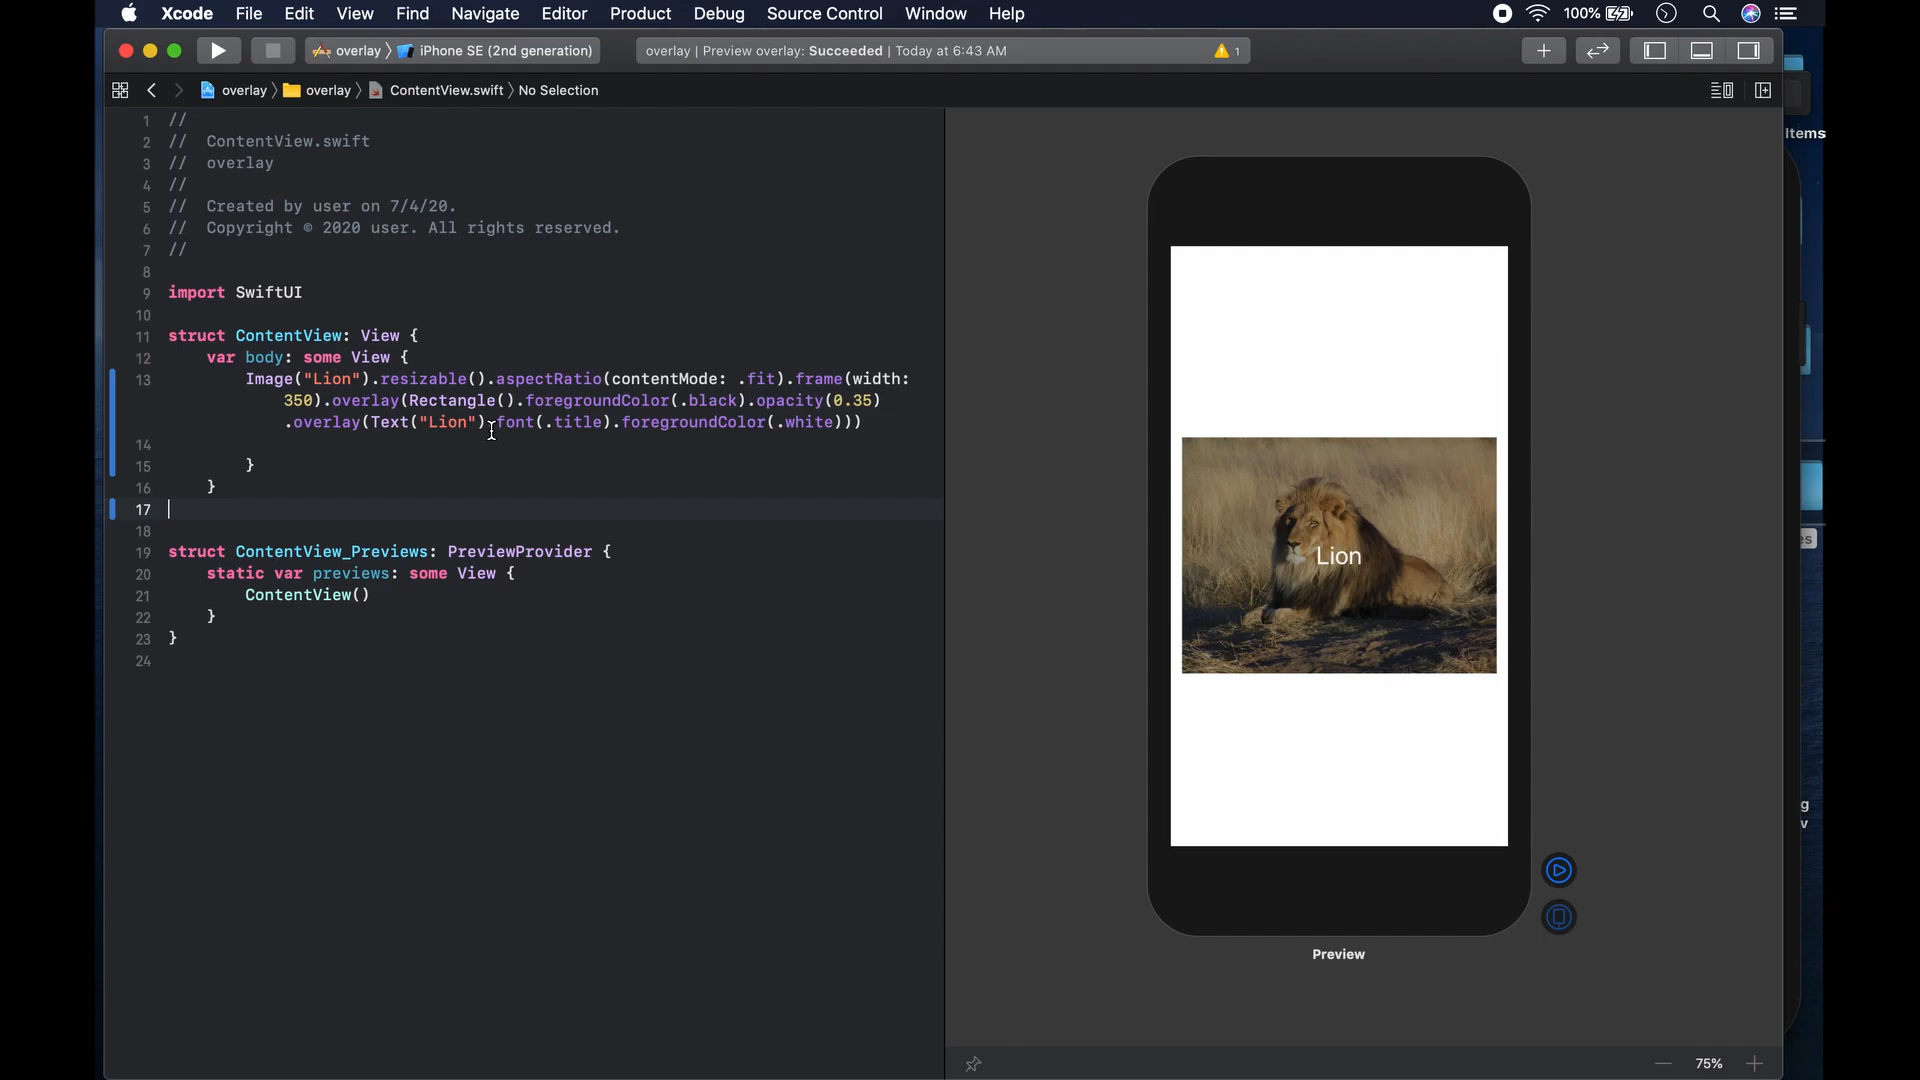 Xcode File Edit View Find Navigate Editor Product Debug Source Control Window Help 100%
overlay 〉 iPhone SE (2nd generation) overlay | Preview overlay: Succeeded | Today at 6:43 AM 1
overlay 〉 overlay 〉 ContentView.swift 〉 No Selection
Items
1 //
2 // ContentView.swift
3 // overlay
4 //
5 // Created by user on 7/4/20.
6 // Copyright © 2020 user. All rights reserved.
7 //
8
9 import SwiftUI
10
11 struct ContentView: View {
12 var body: some View {
13 Image("Lion").resizable().aspectRatio(contentMode: .fit).frame(width:
350).overlay(Rectangle().foregroundColor(.black).opacity(0.35)
.overlay(Text("Lion").font(.title).foregroundColor(.white)))
14
15 }
16 }
17
18
19 struct ContentView_Previews: PreviewProvider {
20 static var previews: some View {
21 ContentView()
22 }
23 }
24
Lion
Preview
es
g
v
75%